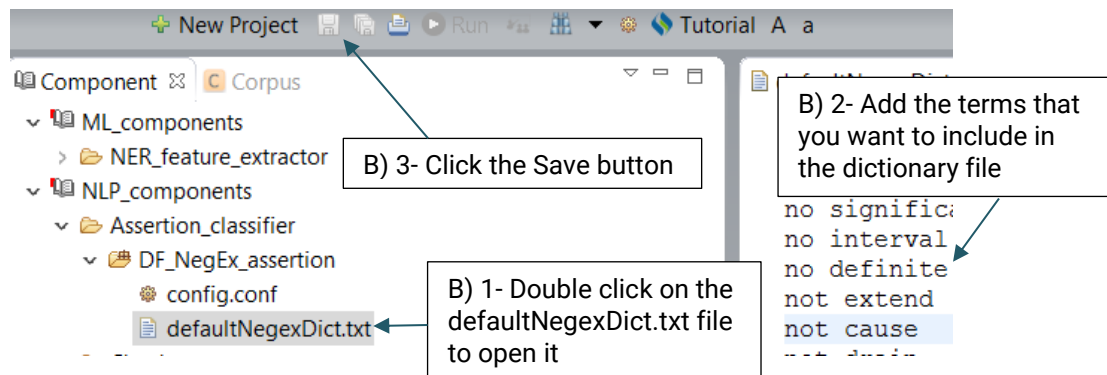 New Project Run Tutorial A a
Component C Corpus
ML_components
NER_feature_extractor
NLP_components
Assertion_classifier
DF_NegEx_assertion
config.conf
defaultNegexDict.txt
B) 3- Click the Save button
B) 1- Double click on the
defaultNegexDict.txt file
to open it
B) 2- Add the terms that
you want to include in
the dictionary file
no
no interval
no definite
not extend
not cause